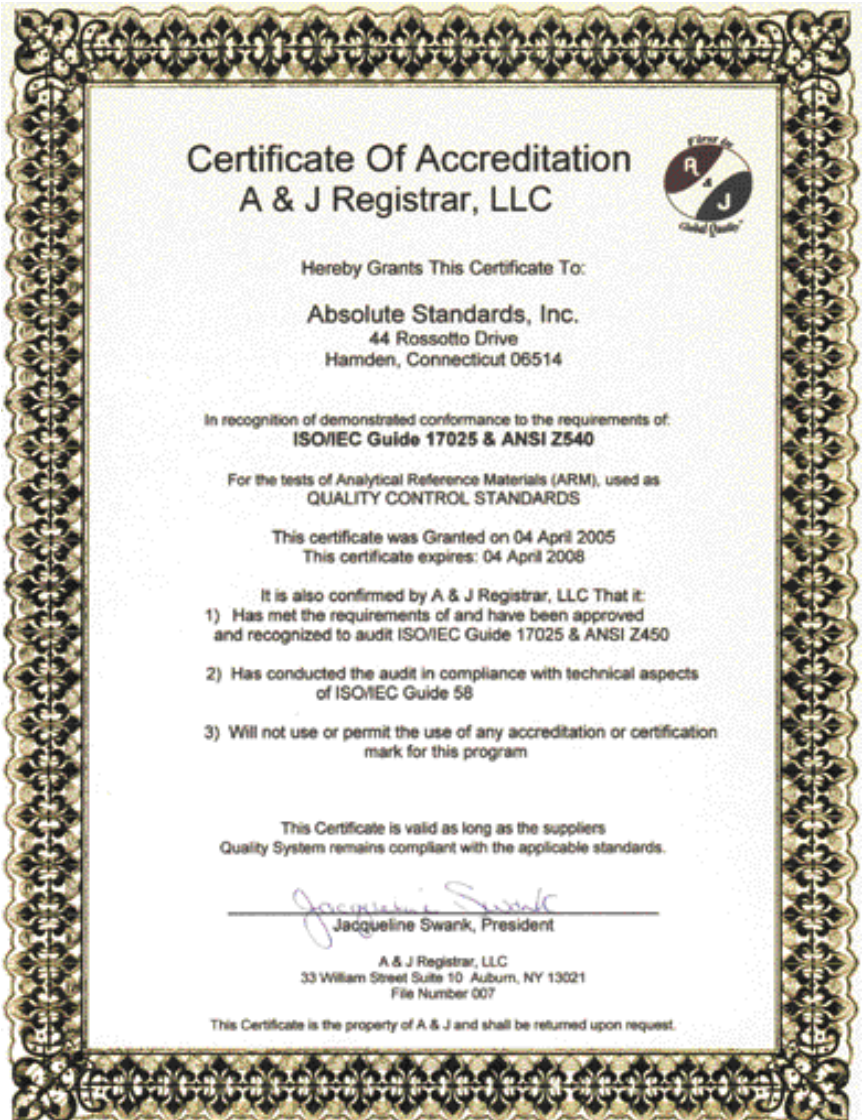 Certificate Of Accreditation
A & J Registrar, LLC
First in
A
&
J
Global Quality™
Hereby Grants This Certificate To:
Absolute Standards, Inc.
44 Rossotto Drive
Hamden, Connecticut 06514
In recognition of demonstrated conformance to the requirements of:
ISO/IEC Guide 17025 & ANSI Z540
For the tests of Analytical Reference Materials (ARM), used as
QUALITY CONTROL STANDARDS
This certificate was Granted on 04 April 2005
This certificate expires: 04 April 2008
It is also confirmed by A & J Registrar, LLC That it:
1) Has met the requirements of and have been approved
and recognized to audit ISO/IEC Guide 17025 & ANSI Z450
2) Has conducted the audit in compliance with technical aspects
of ISO/IEC Guide 58
3) Will not use or permit the use of any accreditation or certification
mark for this program
This Certificate is valid as long as the suppliers
Quality System remains compliant with the applicable standards.
Jacqueline Swank
Jacqueline Swank, President
A & J Registrar, LLC
33 William Street Suite 10 Auburn, NY 13021
File Number 007
This Certificate is the property of A & J and shall be returned upon request.